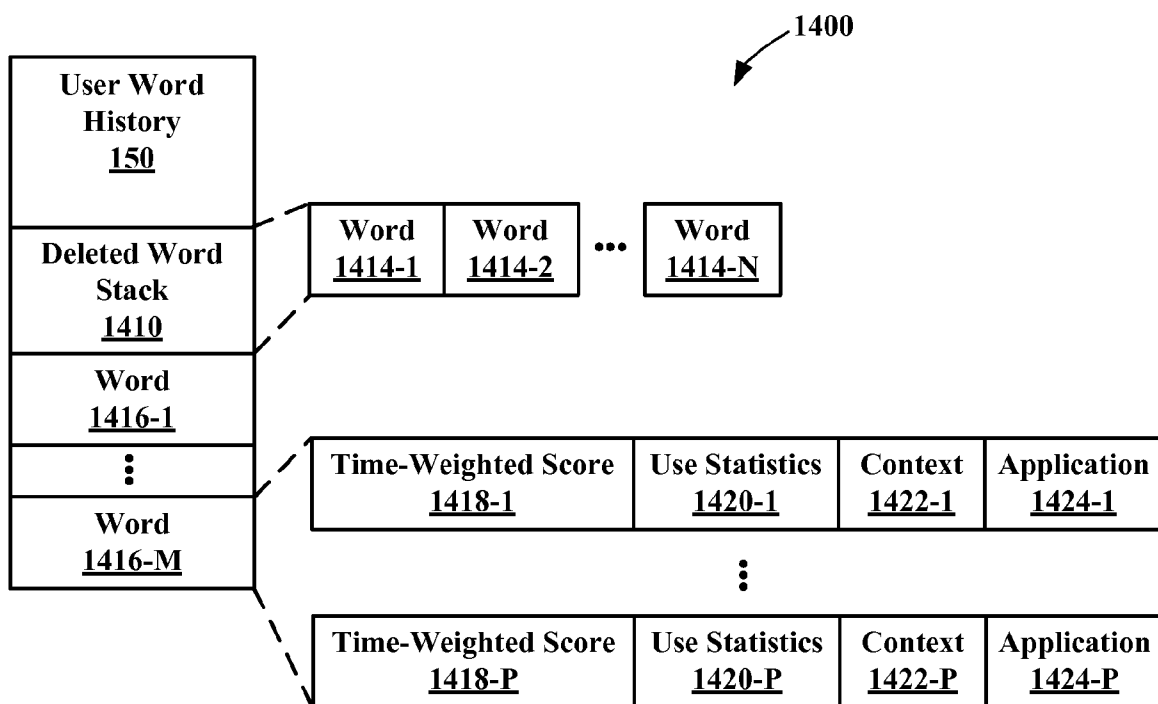 1400
User Word
History
150
Deleted Word
Stack
1410
Word
1414-1
Word
1414-2
Word
1414-N
Word
1416-1
Word
1416-M
Time-Weighted Score
1418-1
Use Statistics
1420-1
Context
1422-1
Application
1424-1
Time-Weighted Score
1418-P
Use Statistics
1420-P
Context
1422-P
Application
1424-P